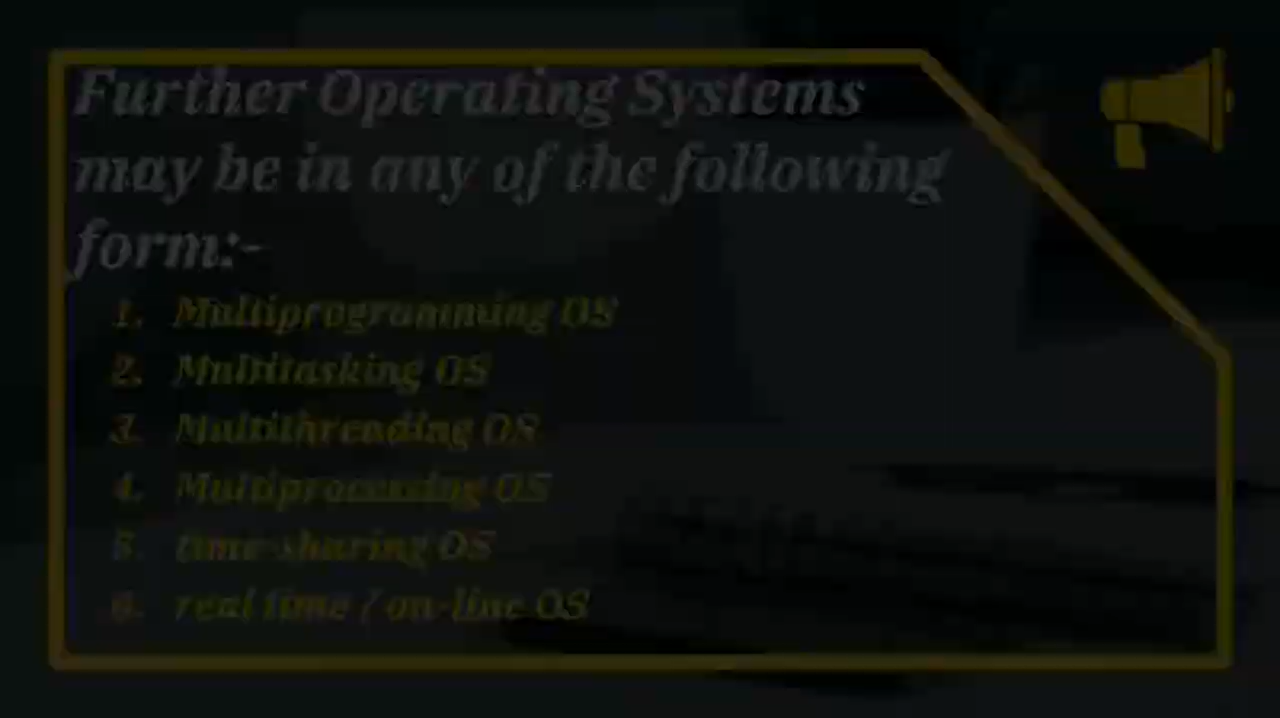 Further Operating Systems
may be in any of the following
form:-
1. Multiprogramming OS
2. Multitasking OS
3. Multithreading OS
4. Multiprocessing OS
5. time-sharing OS
6. real time / on-line OS